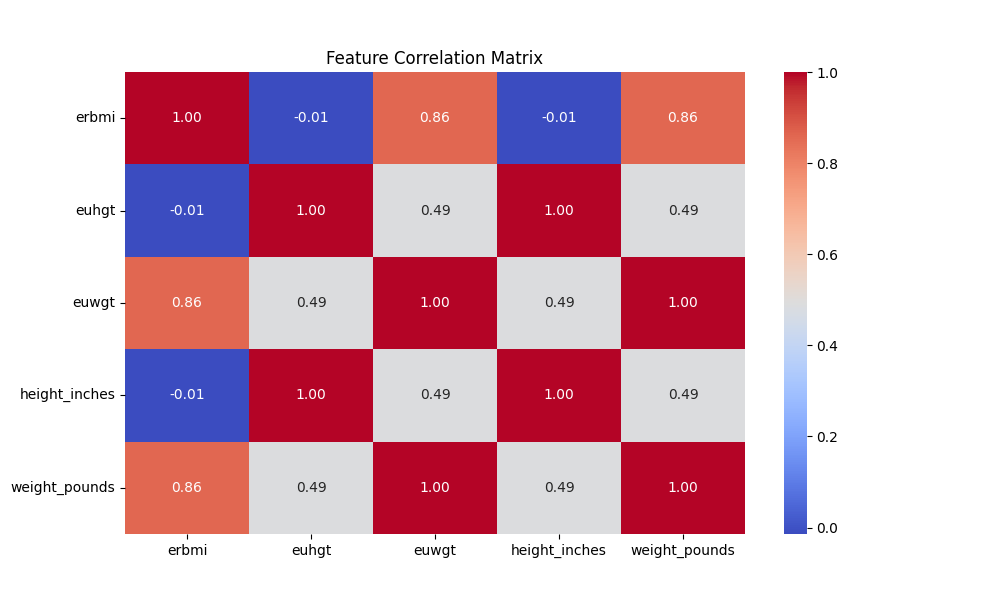 Feature Correlation Matrix
erbmi 1.00 -0.01 0.86 -0.01 0.86
euhgt -0.01 1.00 0.49 1.00 0.49
euwgt 0.86 0.49 1.00 0.49 1.00
height_inches -0.01 1.00 0.49 1.00 0.49
weight_pounds 0.86 0.49 1.00 0.49 1.00
erbmi euhgt euwgt height_inches weight_pounds
1.0
0.8
0.6
0.4
0.2
0.0